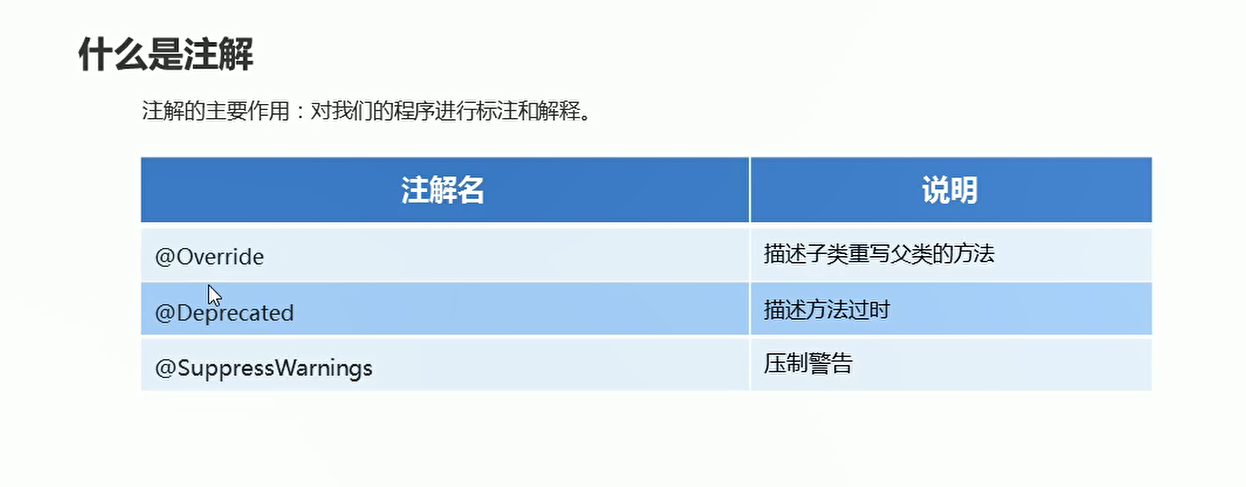 什么是注解
注解的主要作用：对我们的程序进行标注和解释。
注解名 说明
@Override 描述子类重写父类的方法
@Deprecated 描述方法过时
@SuppressWarnings 压制警告